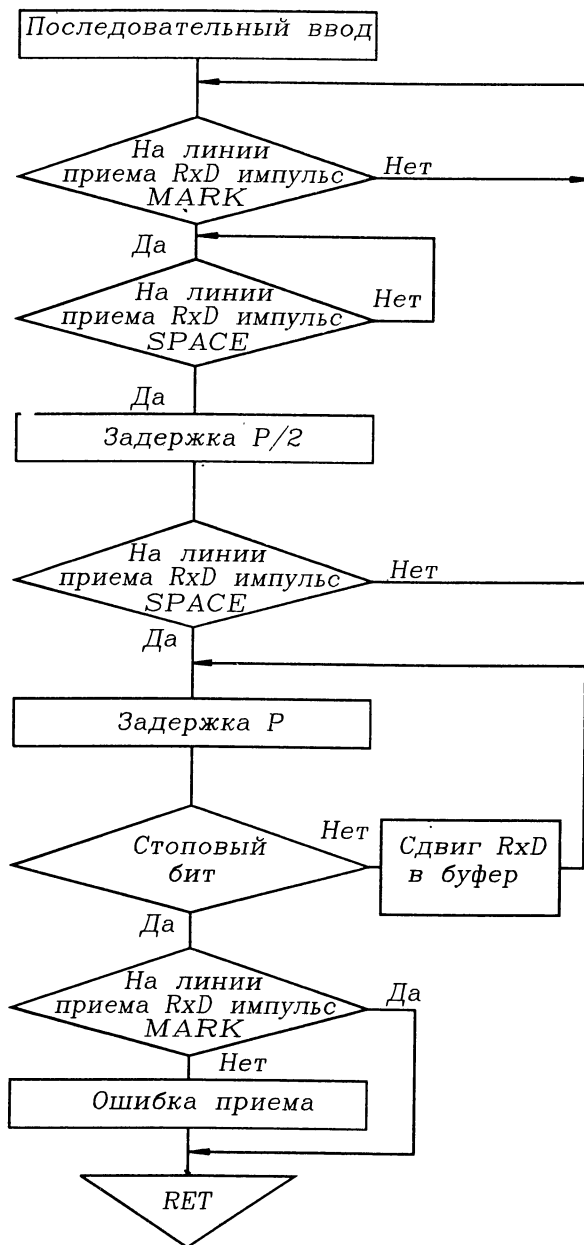 Последовательный ввод
На линии
приема RxD импульс
MARK
Нет
Да
На линии
приема RxD импульс
SPACE
Нет
Да
Задержка P/2
На линии
приема RxD импульс
SPACE
Нет
Да
Задержка P
Стоповый
бит
Нет
Сдвиг RxD
в буфер
Да
На линии
приема RxD импульс
MARK
Да
Нет
Ошибка приема
RET